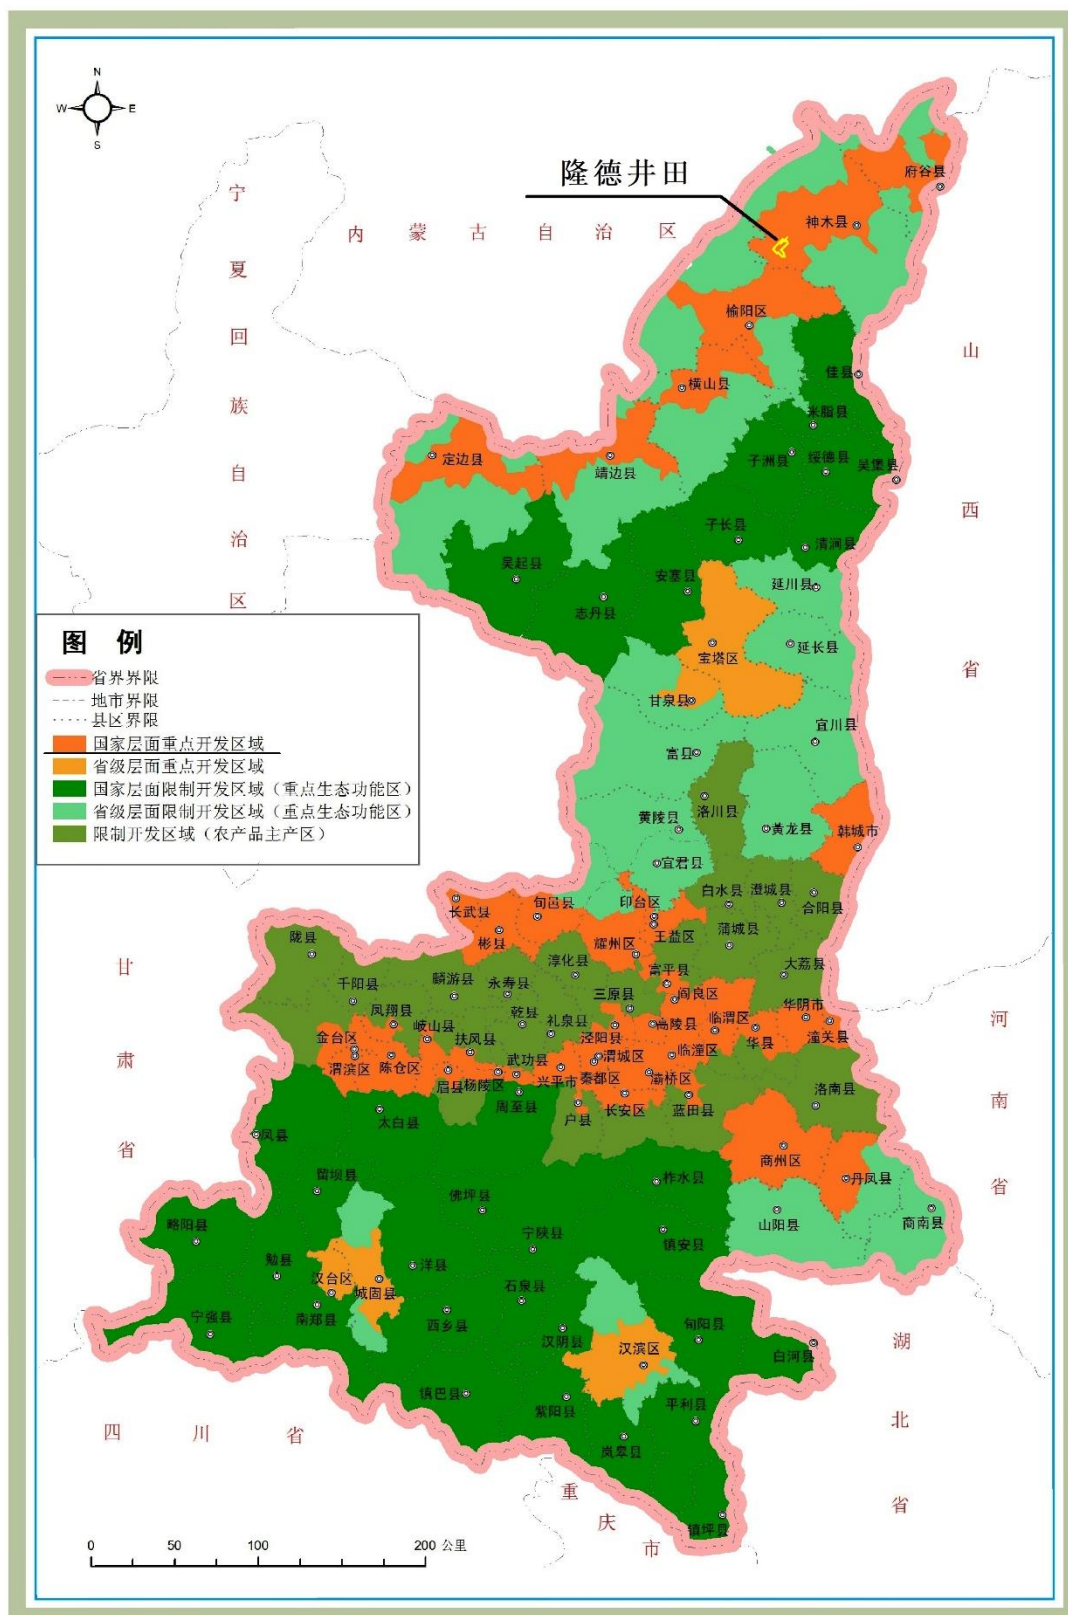 N
W
E
S
隆德井田
宁
夏
回
族
自
治
区
内蒙古自治区
山
西
省
府谷县
神木县
榆阳区
佳县
横山县
米脂县
定边县
靖边县
子洲县
绥德县
吴堡县
子长县
清涧县
吴起县
安塞县
延川县
志丹县
延长县
宝塔区
甘泉县
宜川县
富县
洛川县
黄陵县
黄龙县
韩城市
宜君县
图 例
省界界限
地市界限
县区界限
国家层面重点开发区域
省级层面重点开发区域
国家层面限制开发区域（重点生态功能区）
省级层面限制开发区域（重点生态功能区）
限制开发区域（农产品主产区）
长武县
旬邑县
印台区
白水县
澄城县
合阳县
彬县
耀州区
王益区
蒲城县
陇县
淳化县
富平县
大荔县
千阳县
麟游县
永寿县
三原县
阎良区
华阴市
凤翔县
岐山县
乾县
礼泉县
泾阳县
高陵县
临渭区
潼关县
金台区
扶风县
华县
渭滨区
陈仓区
武功县
渭城区
临潼区
眉县
杨陵区
兴平市
秦都区
灞桥区
洛南县
周至县
户县
长安区
蓝田县
太白县
凤县
商州区
丹凤县
留坝县
佛坪县
柞水县
山阳县
商南县
略阳县
宁陕县
镇安县
勉县
汉台区
洋县
城固县
石泉县
宁强县
南郑县
西乡县
汉阴县
汉滨区
旬阳县
白河县
镇巴县
紫阳县
平利县
岚皋县
镇坪县
甘
肃
省
河
南
省
湖
北
省
四川省
重
庆
市
0 50 100 200 公里